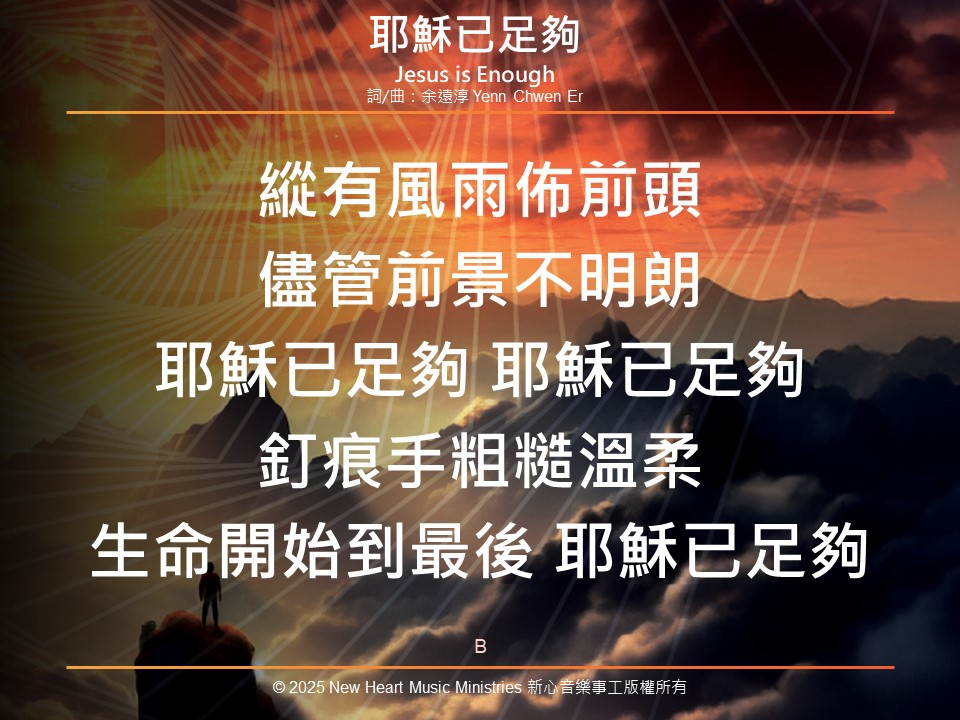 耶穌已足夠
Jesus is Enough
詞/曲：余遠淳 Yenn Chwen Er
縱有風雨佈前頭
儘管前景不明朗
耶穌已足夠 耶穌已足夠
釘痕手粗糙溫柔
生命開始到最後 耶穌已足夠
B
© 2025 New Heart Music Ministries 新心音樂事工版權所有